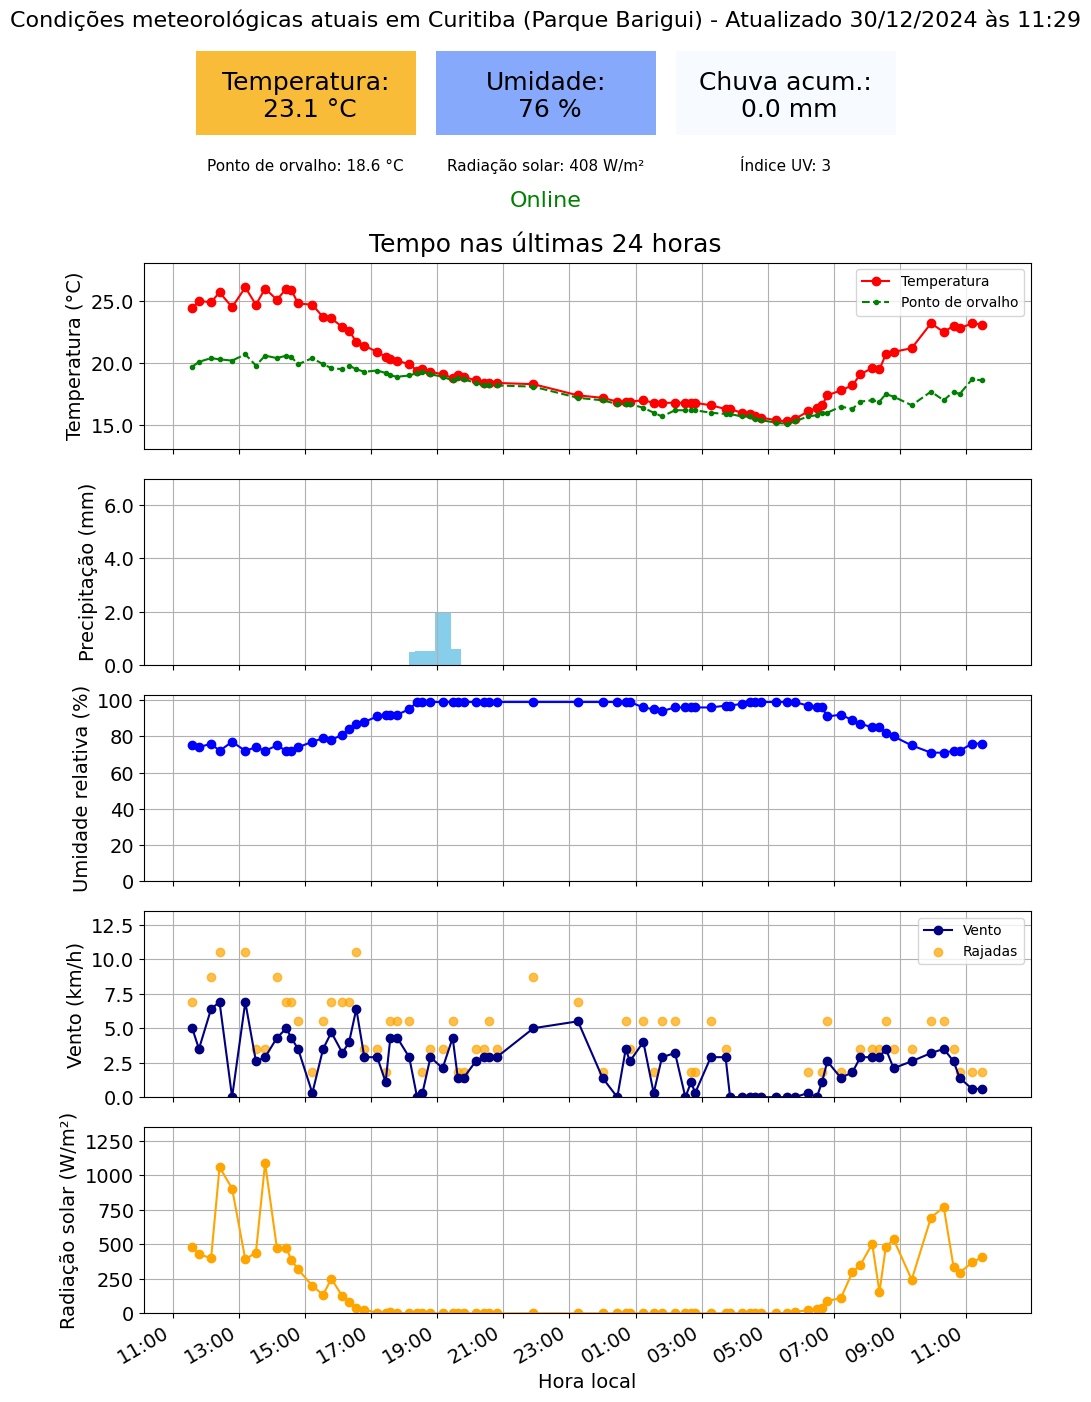 Condições meteorológicas atuais em Curitiba (Parque Barigui) - Atualizado 30/12/2024 às 11:29
Temperatura:
23.1 °C
Umidade:
76 %
Chuva acum.:
0.0 mm
Ponto de orvalho: 18.6 °C
Radiação solar: 408 W/m²
Índice UV: 3
Online
Tempo nas últimas 24 horas
Temperatura (°C)
25.0
20.0
15.0
Temperatura
Ponto de orvalho
Precipitação (mm)
6.0
4.0
2.0
0.0
Umidade relativa (%)
100
80
60
40
20
0
Vento (km/h)
12.5
10.0
7.5
5.0
2.5
0.0
Vento
Rajadas
Radiação solar (W/m²)
1250
1000
750
500
250
0
11:00
13:00
15:00
17:00
19:00
21:00
23:00
01:00
03:00
05:00
07:00
09:00
11:00
Hora local